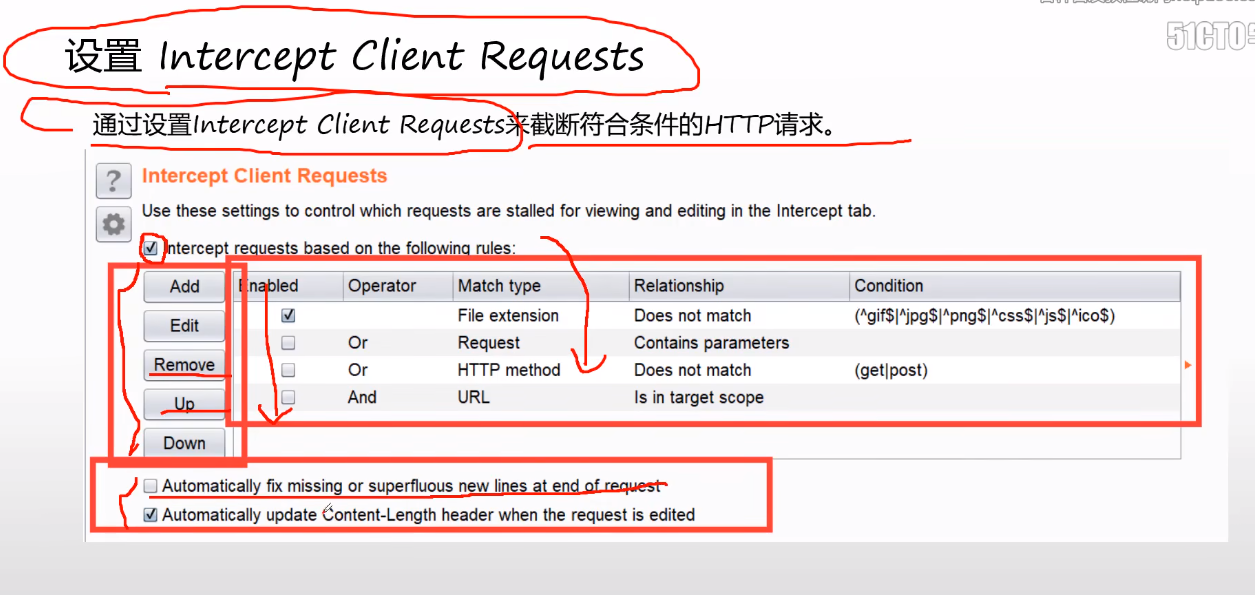 设置 Intercept Client Requests
通过设置Intercept Client Requests来截断符合条件的HTTP请求。
?
Intercept Client Requests
Use these settings to control which requests are stalled for viewing and editing in the Intercept tab.
Intercept requests based on the following rules:
Add
Edit
Remove
Up
Down
Enabled Operator Match type Relationship Condition
File extension Does not match (^gif$|^jpg$|^png$|^css$|^js$|^ico$)
Or Request Contains parameters
Or HTTP method Does not match (get|post)
And URL Is in target scope
Automatically fix missing or superfluous new lines at end of request
Automatically update Content-Length header when the request is edited
51CTO